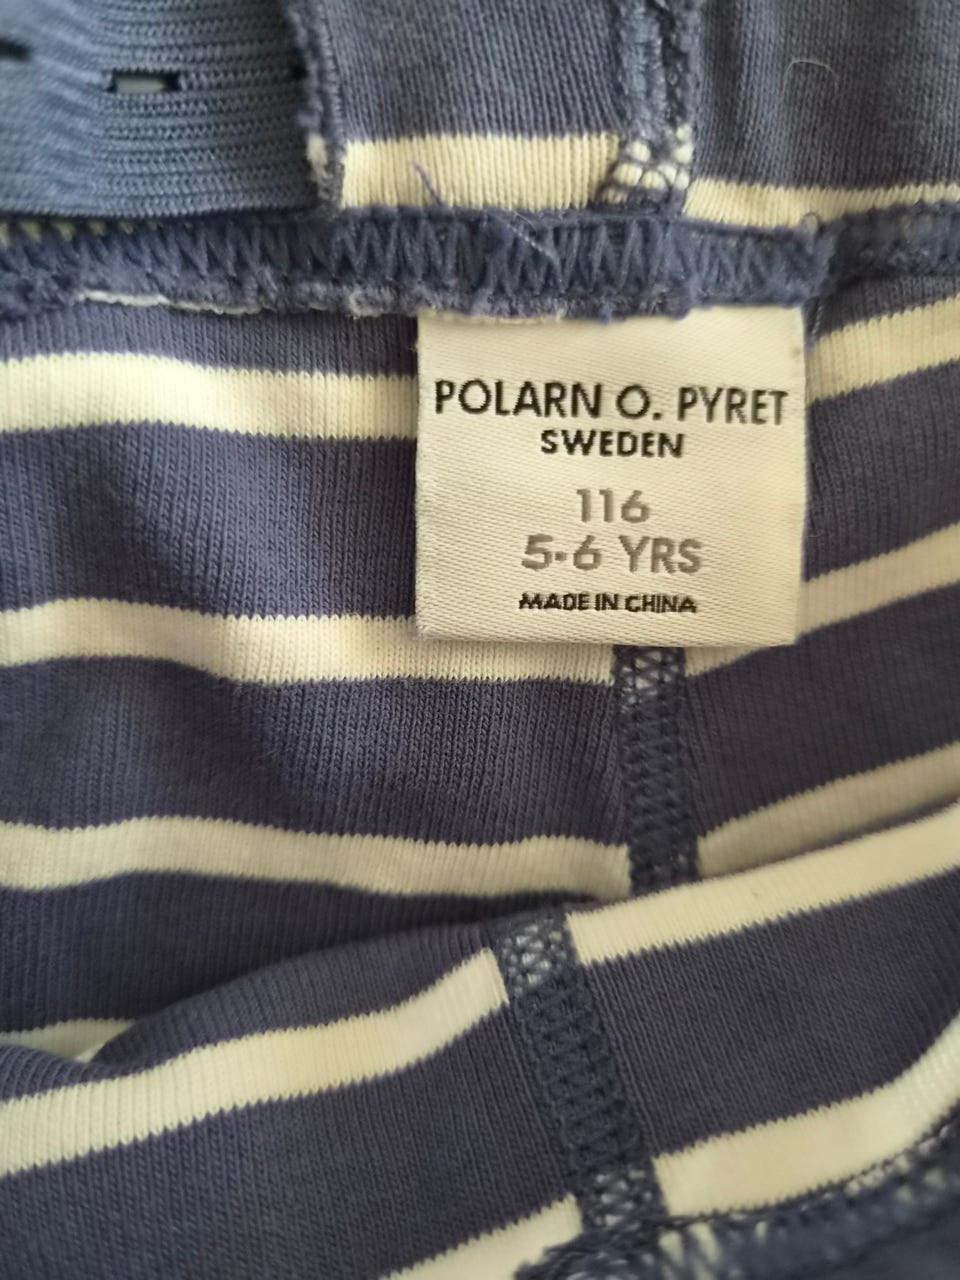 POLARN O. PYRET
SWEDEN
116
5-6 YRS
MADE IN CHINA